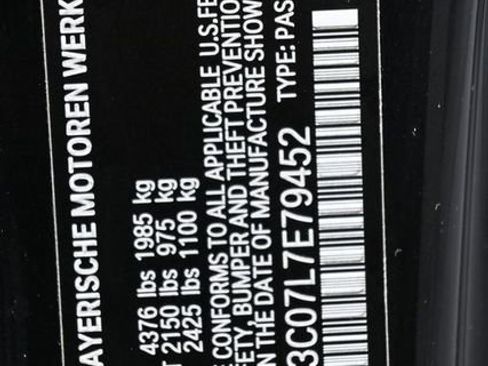 AYERISCHE MOTOREN WERK
4376 lbs 1985 kg
T 2150 lbs 975 kg
2425 lbs 1100 kg
CONFORMS TO ALL APPLICABLE U.S.FE
FETY, BUMPER AND THEFT PREVENTIO
N THE DATE OF MANUFACTURE SHOW
3C07L7E79452 TYPE: PAS